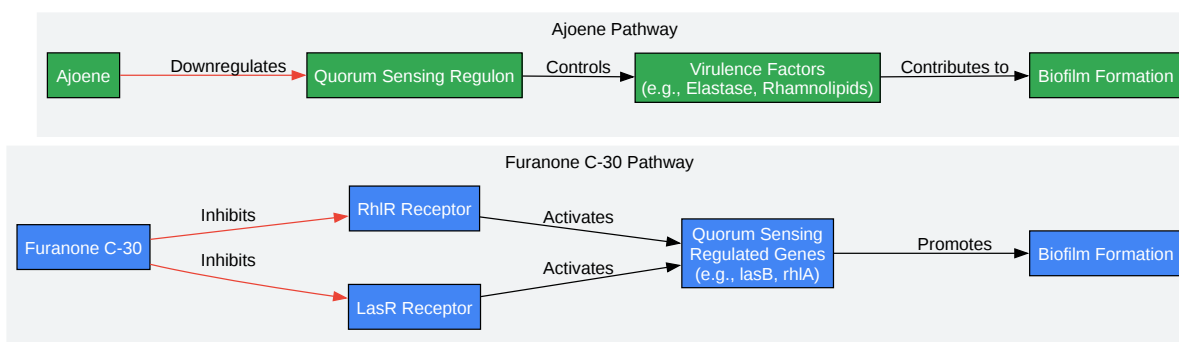 Ajoene Pathway
Ajoene
Downregulates
Quorum Sensing Regulon
Controls
Virulence Factors
(e.g., Elastase, Rhamnolipids)
Contributes to
Biofilm Formation
Furanone C-30 Pathway
Furanone C-30
Inhibits
Inhibits
RhlR Receptor
LasR Receptor
Activates
Activates
Quorum Sensing
Regulated Genes
(e.g., lasB, rhlA)
Promotes
Biofilm Formation